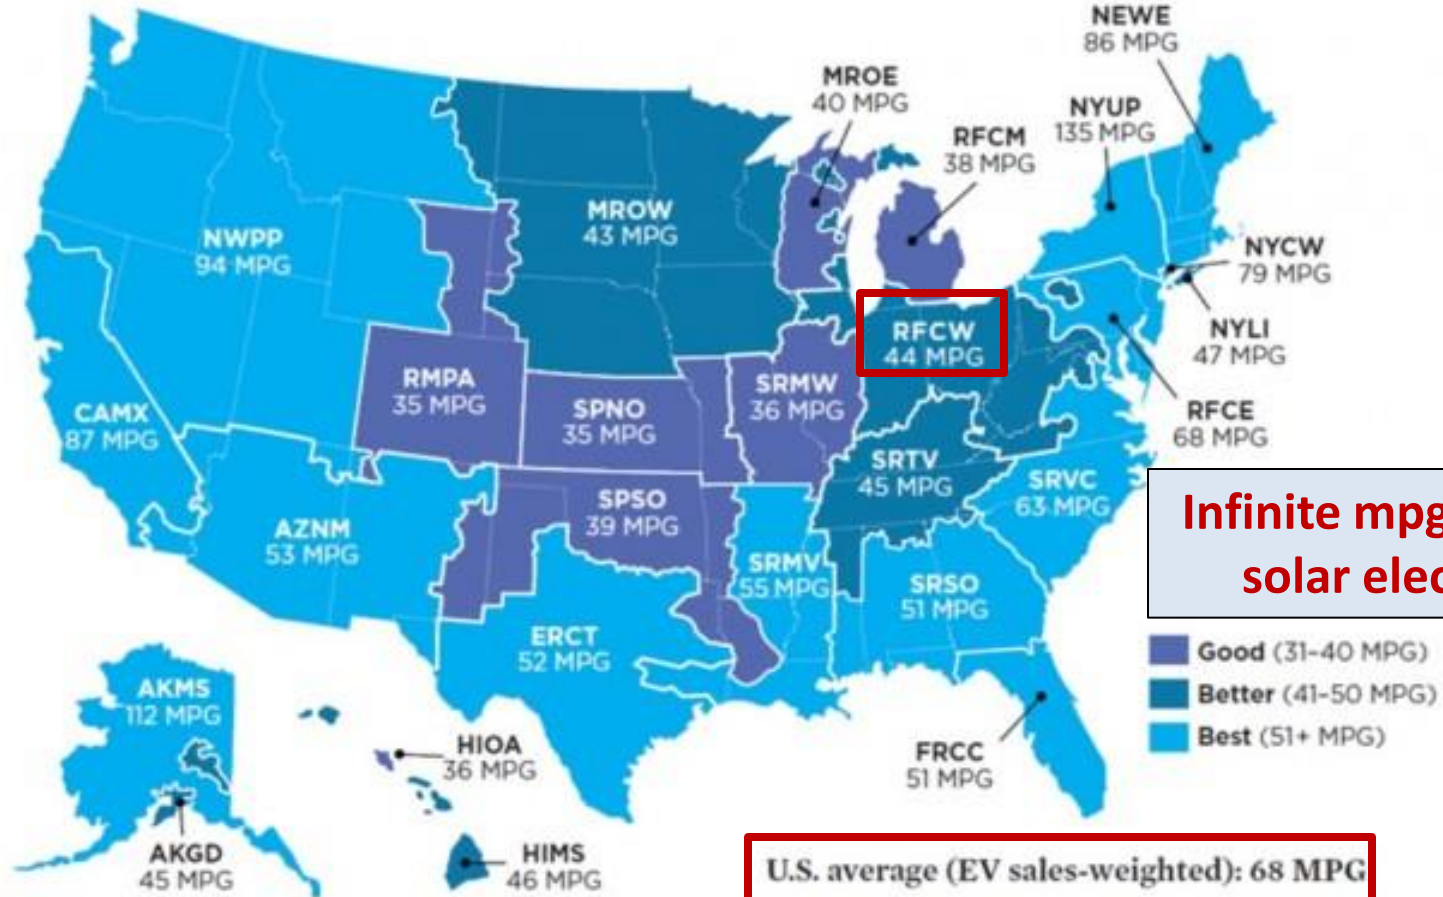 NEWE
86 MPG
MROE
40 MPG
NYUP
135 MPG
RFCM
38 MPG
MROW
43 MPG
NWPP
94 MPG
NYCW
79 MPG
NYLI
47 MPG
RFCW
44 MPG
RMPA
35 MPG
SPNO
35 MPG
SRMW
36 MPG
CAMX
87 MPG
RFCE
68 MPG
SRTV
45 MPG
SRVC
63 MPG
SPSO
39 MPG
AZNM
53 MPG
SRMV
55 MPG
SRSO
51 MPG
Infinite mpg
solar elec
ERCT
52 MPG
Good (31-40 MPG)
Better (41-50 MPG)
Best (51+ MPG)
AKMS
112 MPG
HIOA
36 MPG
FRCC
51 MPG
AKGD
45 MPG
HIMS
46 MPG
U.S. average (EV sales-weighted): 68 MPG